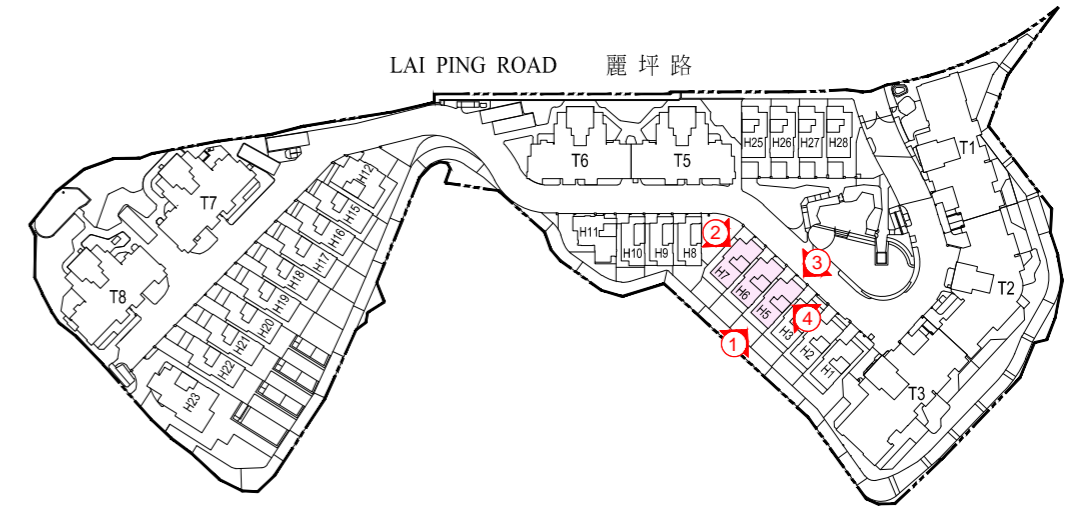 LAI PING ROAD 麗坪路
T1
T2
T3
T5
T6
T7
T8
H1
H2
H3
H5
H6
H7
H8
H9
H10
H11
H12
H15
H16
H17
H18
H19
H20
H21
H22
H23
H25
H26
H27
H28
1
2
3
4